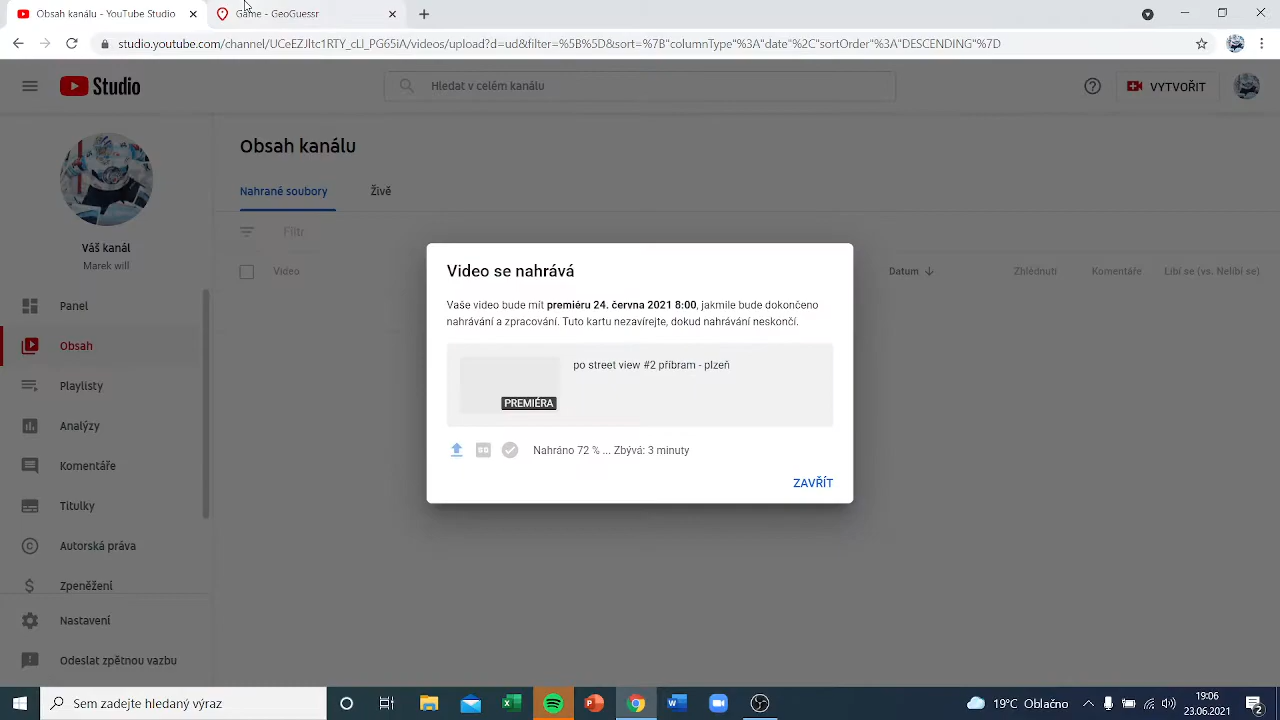 Obsah kanálu - YouTube Studio
Game - GeoGuessr
studio.youtube.com/channel/UCeEZJItc1RTY_cLI_PG65iA/videos/upload?d=ud&filter=%5B%5D&sort=%7B"columnType"%3A"date"%2C"sortOrder"%3A"DESCENDING"%7D
Studio
Hledat v celém kanálu
VYTVOŘIT
Váš kanál
Marek will
Panel
Obsah
Playlisty
Analýzy
Komentáře
Titulky
Autorská práva
Zpeněžení
Nastavení
Odeslat zpětnou vazbu
Obsah kanálu
Nahrané soubory
Živě
Filtr
Video
Datum
Zhlédnutí
Komentáře
Líbí se (vs. Nelíbí se)
Video se nahrává
Vaše video bude mít premiéru 24. června 2021 8:00, jakmile bude dokončeno
nahrávání a zpracování. Tuto kartu nezavírejte, dokud nahrávání neskončí.
po street view #2 příbram - plzeň
PREMIÉRA
Nahráno 72 % ... Zbývá: 3 minuty
ZAVŘÍT
Sem zadejte hledaný výraz
19°C Oblačno
19:06
23.06.2021
2